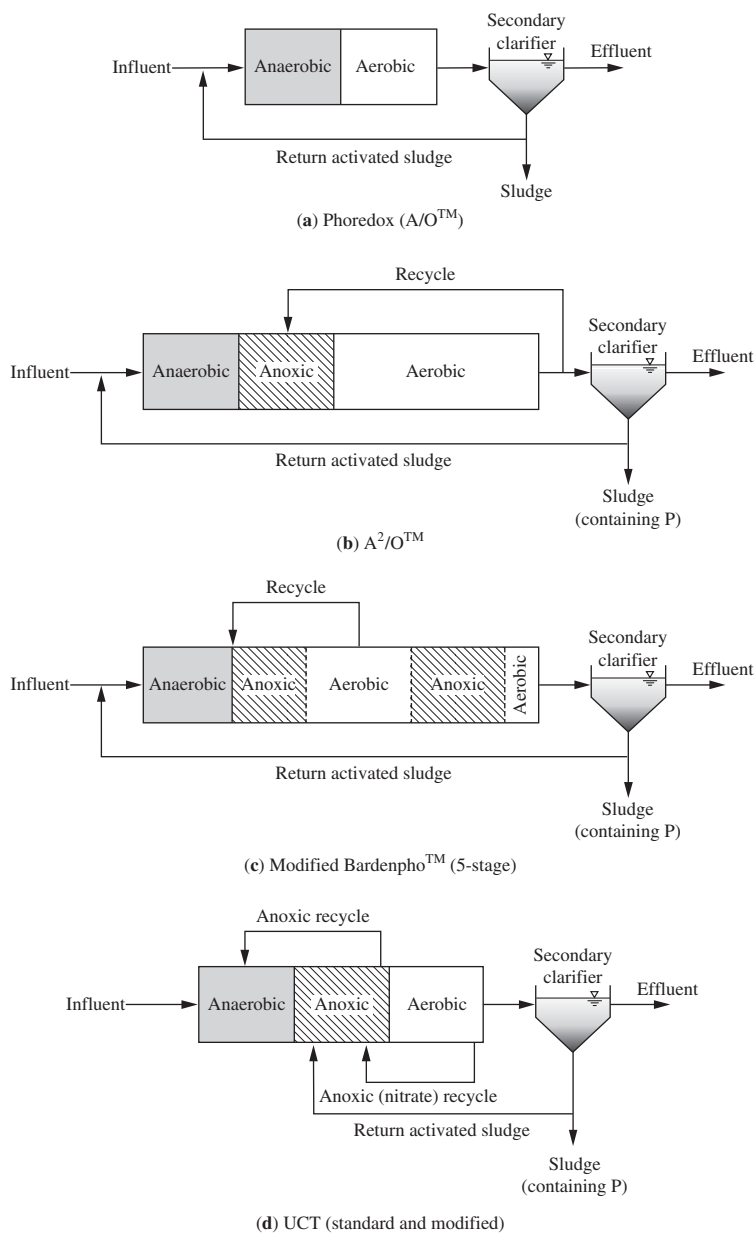 Secondary
clarifier
Effluent
Influent
Anaerobic
Aerobic
Return activated sludge
Sludge
(a) Phoredox (A/O™)
Recycle
Secondary
clarifier
Influent
Anaerobic
Anoxic
Aerobic
Effluent
Return activated sludge
Sludge
(containing P)
(b) A²/O™
Recycle
Secondary
clarifier
Influent
Anaerobic
Anoxic
Aerobic
Anoxic
Aerobic
Effluent
Return activated sludge
Sludge
(containing P)
(c) Modified Bardenpho™ (5-stage)
Anoxic recycle
Secondary
clarifier
Influent
Anaerobic
Anoxic
Aerobic
Effluent
Anoxic (nitrate) recycle
Return activated sludge
Sludge
(containing P)
(d) UCT (standard and modified)